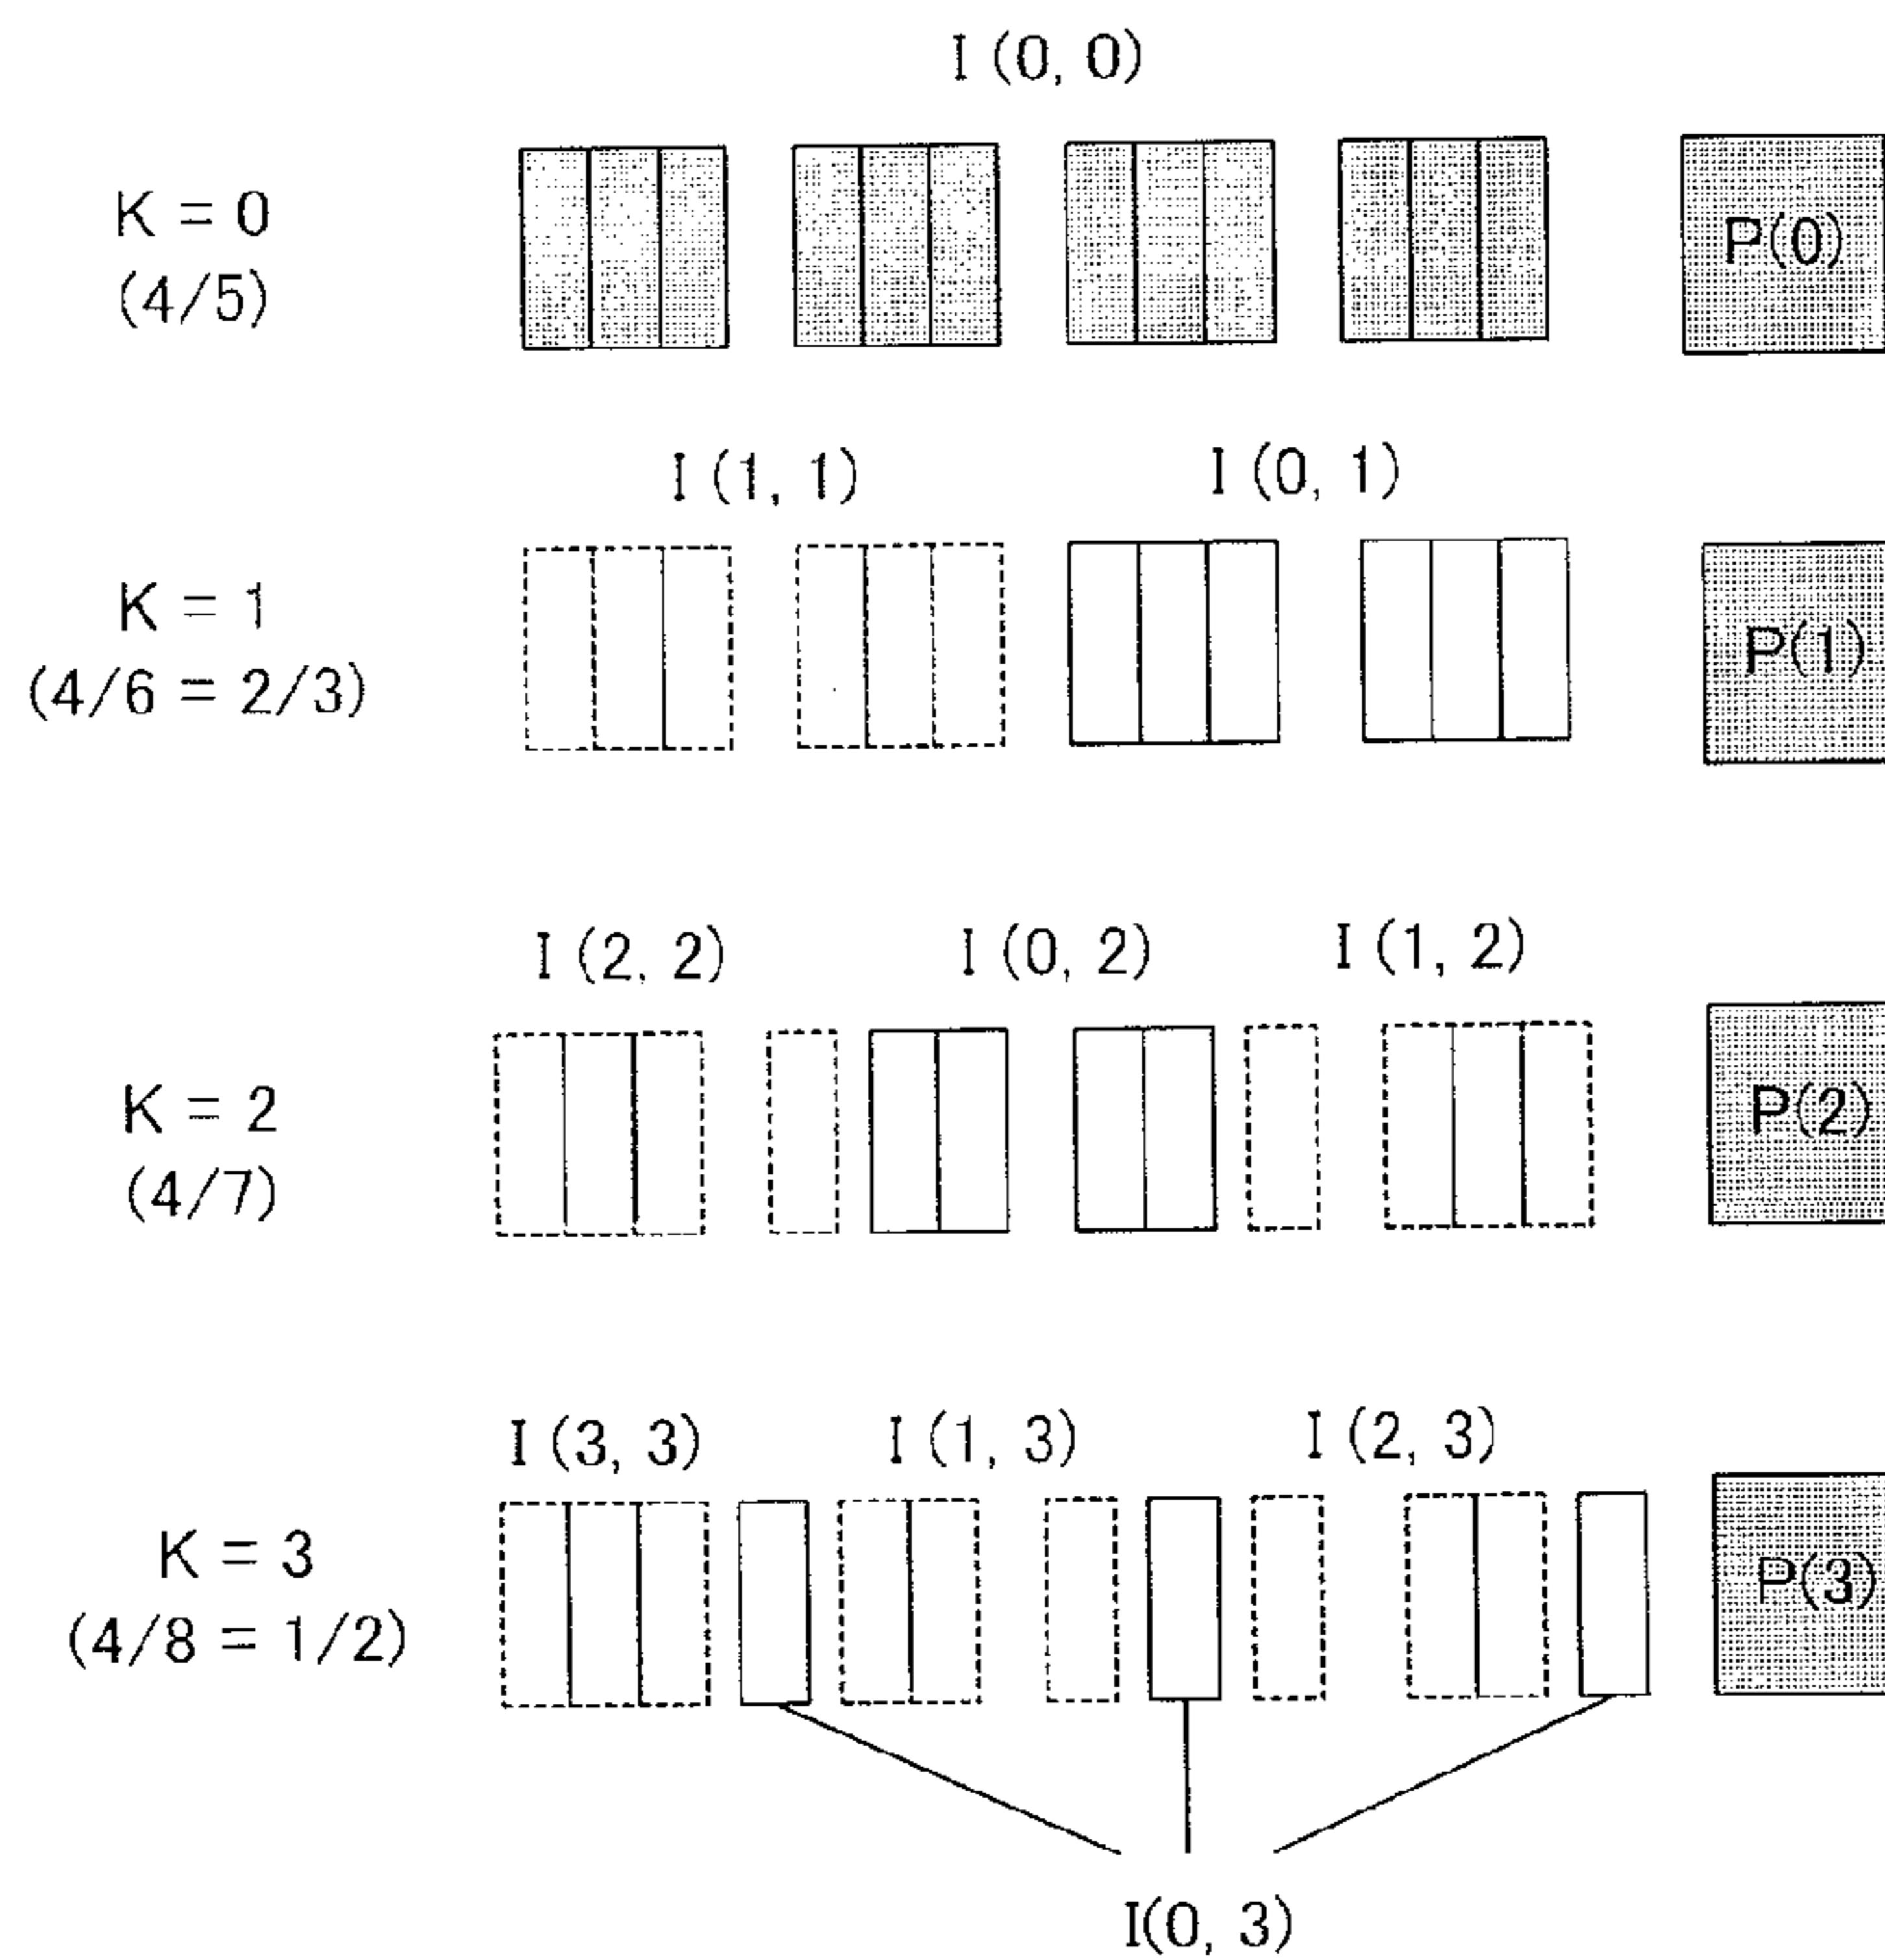 I (0, 0)
K = 0
(4/5)
P(0)
I (1, 1)
I (0, 1)
K = 1
(4/6 = 2/3)
P(1)
I (2, 2)
I (0, 2)
I (1, 2)
K = 2
(4/7)
P(2)
I (3, 3)
I (1, 3)
I (2, 3)
K = 3
(4/8 = 1/2)
P(3)
I(0, 3)